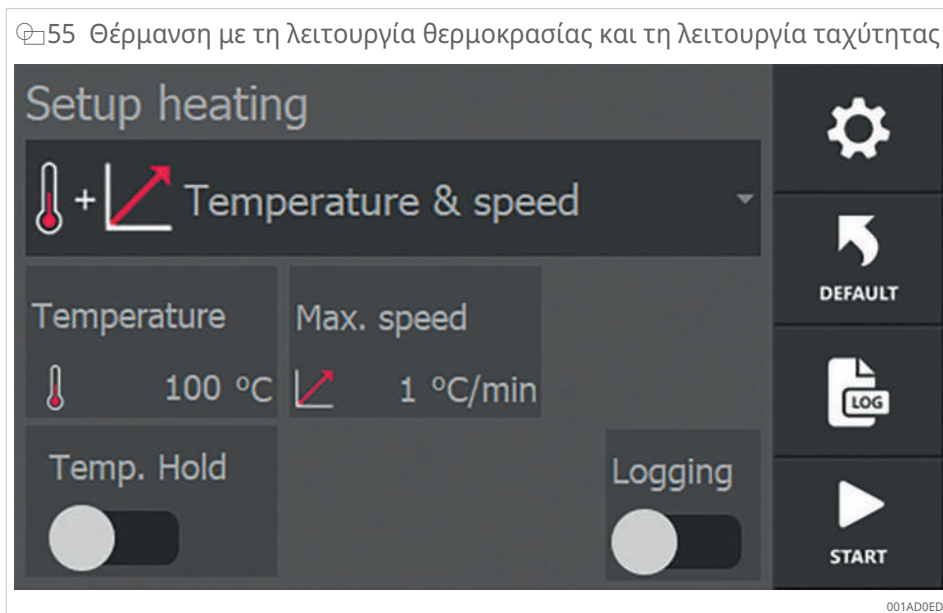 55 Θέρμανση με τη λειτουργία θερμοκρασίας και τη λειτουργία ταχύτητας
Setup heating
+ Temperature & speed
DEFAULT
Temperature
Max. speed
100 °C
1 °C/min
LOG
Temp. Hold
Logging
START
001AD0ED